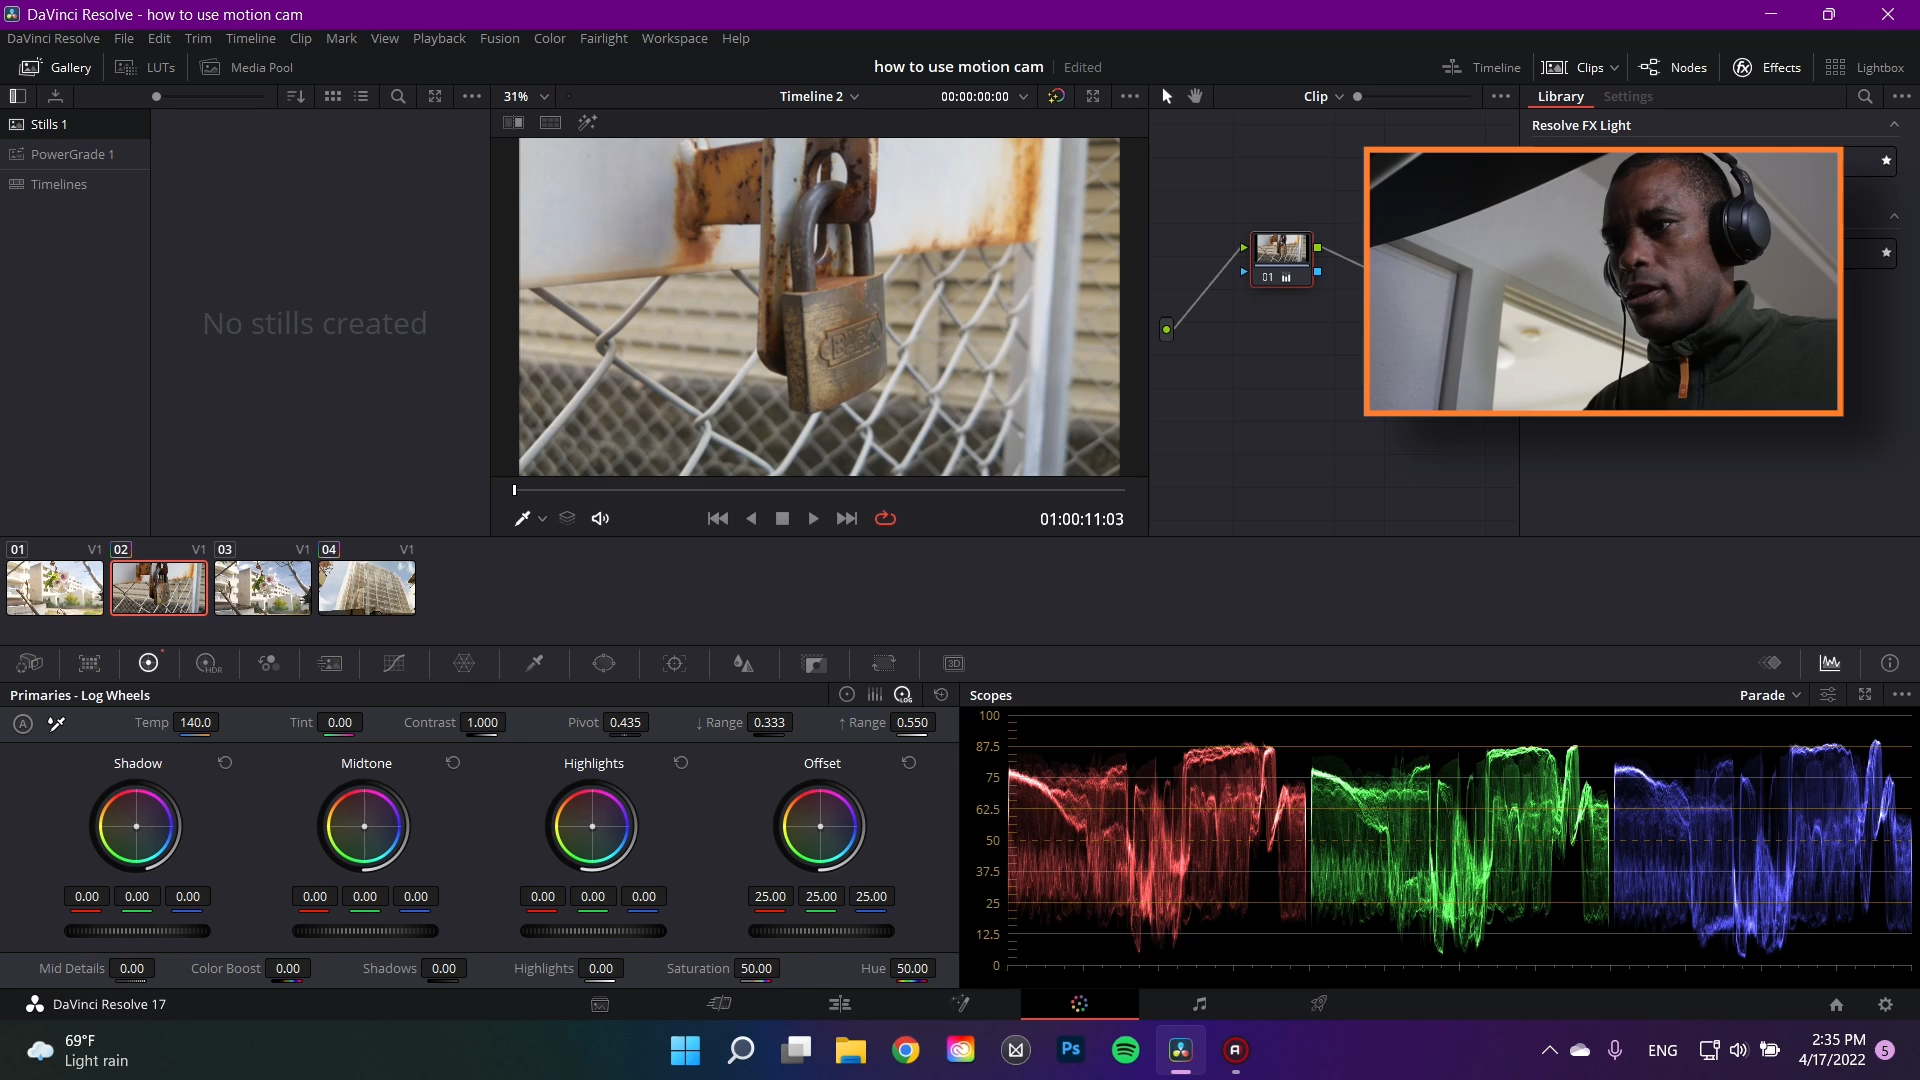 DaVinci Resolve - how to use motion cam
DaVinci Resolve File Edit Trim Timeline Clip Mark View Playback Fusion Color Fairlight Workspace Help
Gallery LUTs Media Pool how to use motion cam Edited Timeline Clips Nodes Effects Lightbox
31% Timeline 2 00:00:00:00 Clip Library Settings
Stills 1
PowerGrade 1
Timelines
No stills created
Resolve FX Light
01
01:00:11:03
01 V1 02 V1 03 V1 04 V1
HDR 3D
Primaries - Log Wheels LOG
Scopes Parade
A Temp 140.0 Tint 0.00 Contrast 1.000 Pivot 0.435 ↓ Range 0.333 ↑ Range 0.550
Shadow Midtone Highlights Offset
0.00 0.00 0.00 0.00 0.00 0.00 0.00 0.00 0.00 25.00 25.00 25.00
Mid Details 0.00 Color Boost 0.00 Shadows 0.00 Highlights 0.00 Saturation 50.00 Hue 50.00
100
87.5
75
62.5
50
37.5
25
12.5
0
DaVinci Resolve 17
69°F
Light rain
Ps
ENG
2:35 PM
4/17/2022
5